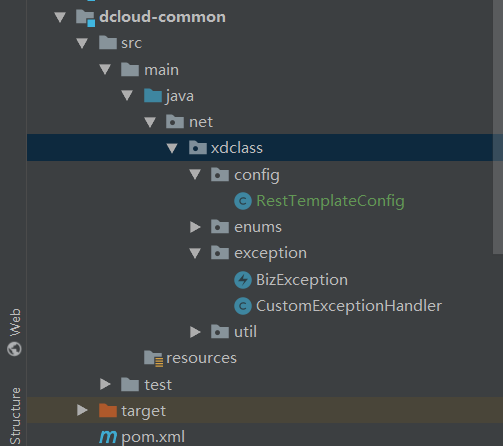 dcloud-common
src
main
java
net
xdclass
config
RestTemplateConfig
enums
exception
BizException
CustomExceptionHandler
util
resources
test
target
pom.xml
Web
Structure